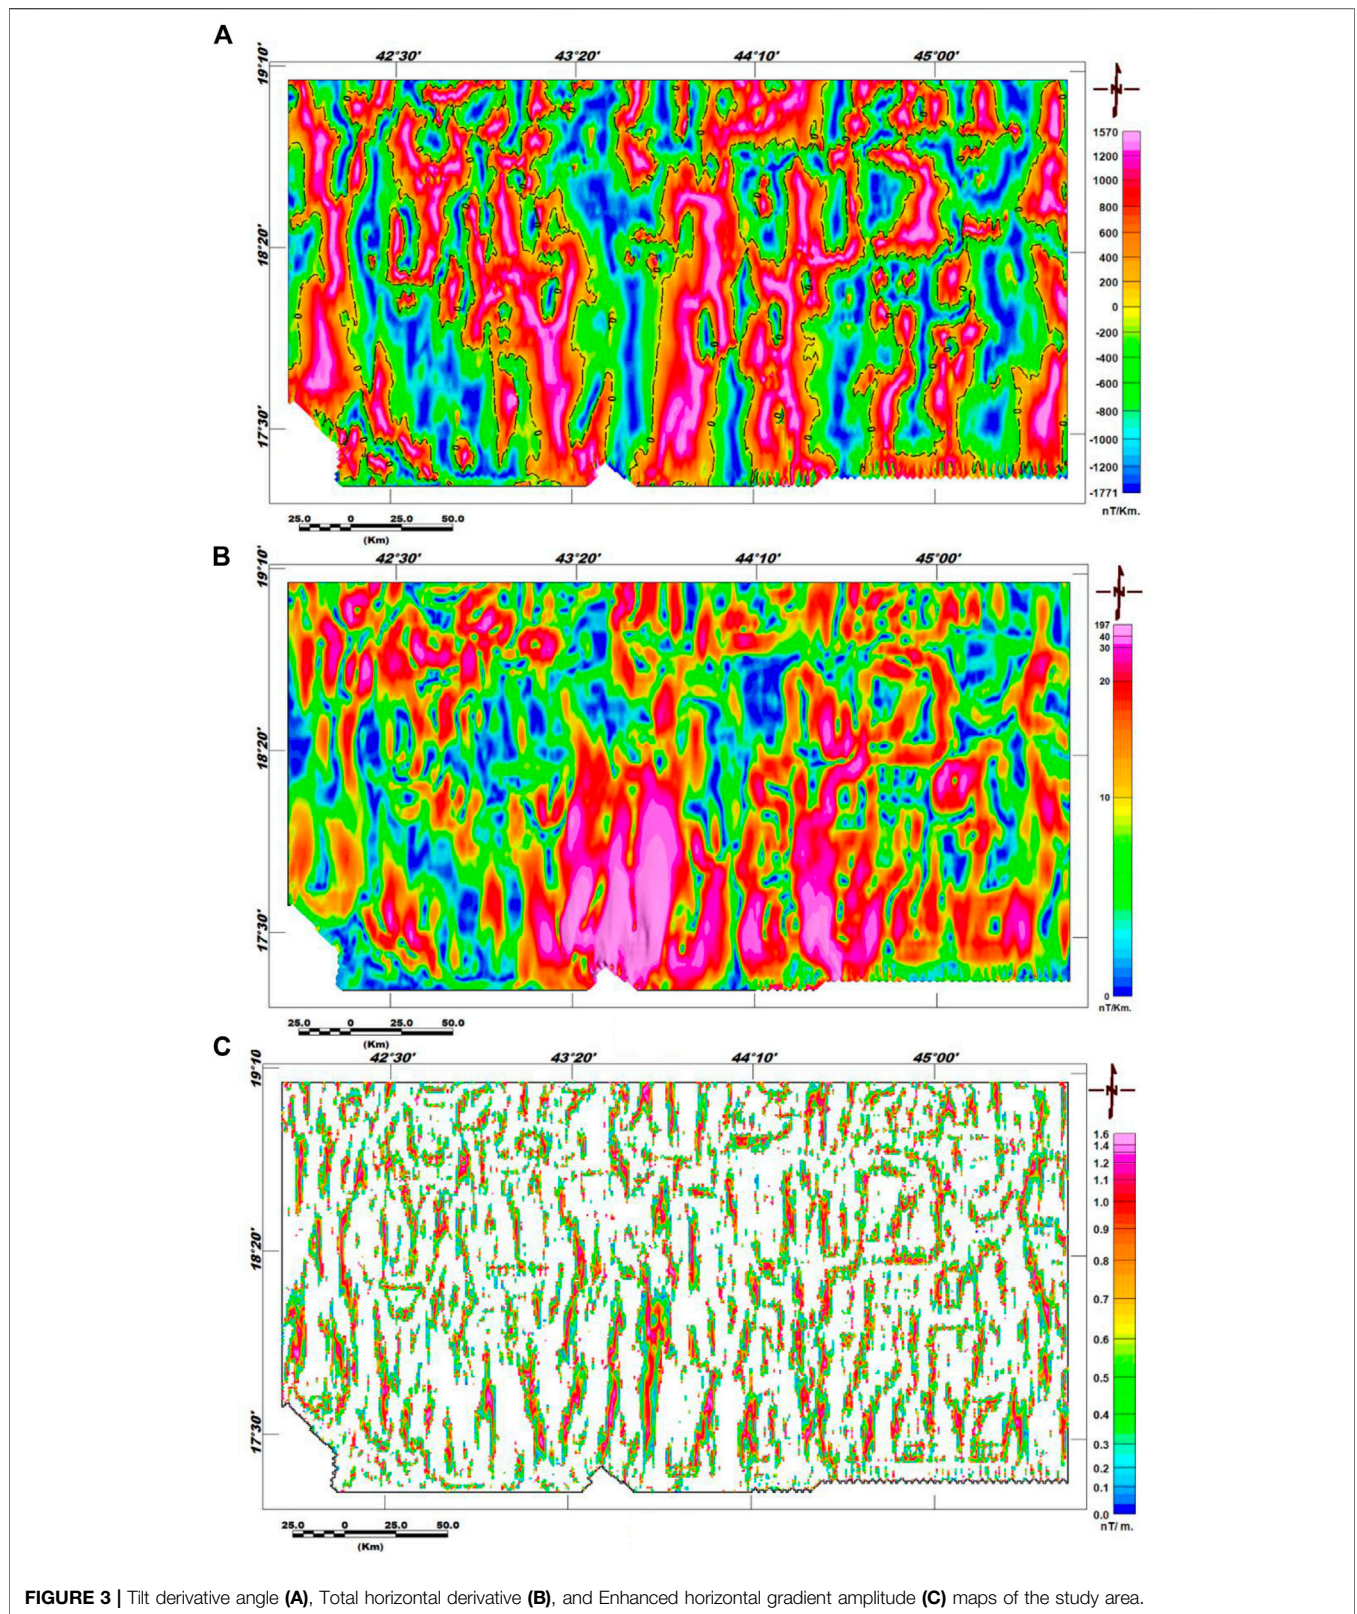 A
42°30' 43°20' 44°10' 45°00'
19°10'
18°20'
17°30'
N
1570
1200
1000
800
600
400
200
0
-200
-400
-600
-800
-1000
-1200
-1771
nT/Km.
25.0 0 25.0 50.0
(Km)
B
42°30' 43°20' 44°10' 45°00'
19°10'
18°20'
17°30'
N
197
40
30
20
10
0
nT/Km.
25.0 0 25.0 50.0
(Km)
C
42°30' 43°20' 44°10' 45°00'
19°10
18°20'
17°30'
N
1.6
1.4
1.2
1.1
1.0
0.9
0.8
0.7
0.6
0.5
0.4
0.3
0.2
0.1
0.0
nT/ m.
25.0 0 25.0 50.0
(Km)
FIGURE 3 | Tilt derivative angle (A), Total horizontal derivative (B), and Enhanced horizontal gradient amplitude (C) maps of the study area.